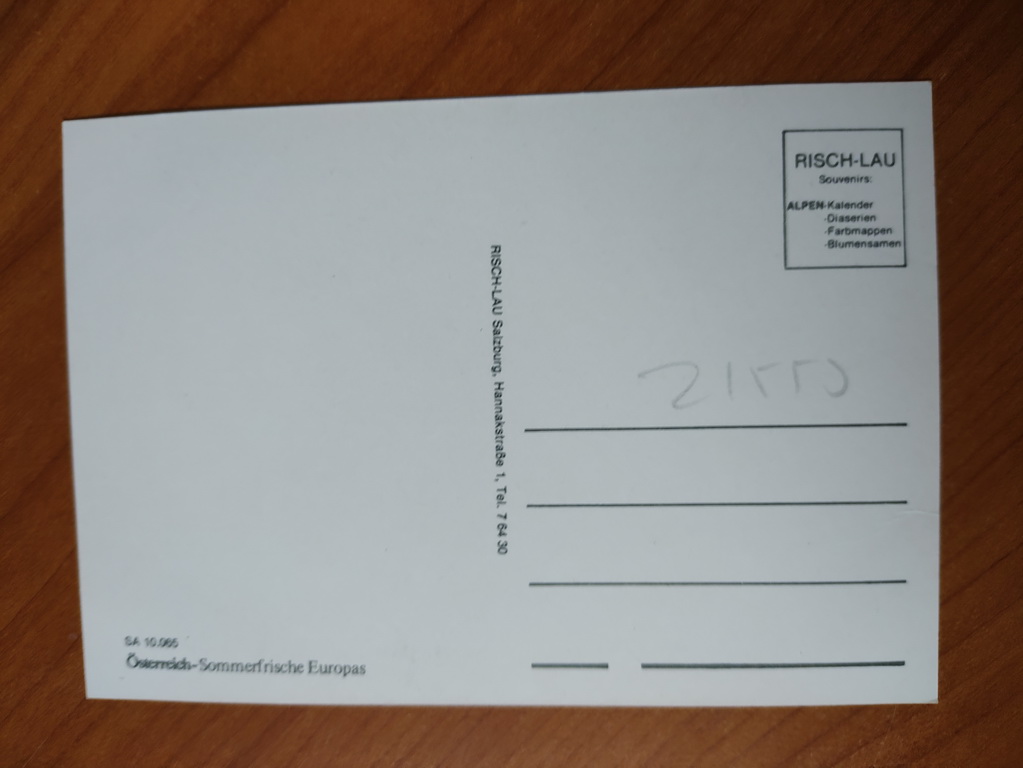 RISCH-LAU
Souvenirs:
ALPEN-Kalender
-Diaserien
-Farbmappen
-Blumensamen
RISCH-LAU Salzburg, Hannakstraße 1, Tel. 7 64 30
SA 10.065
Österreich-Sommerfrische Europas